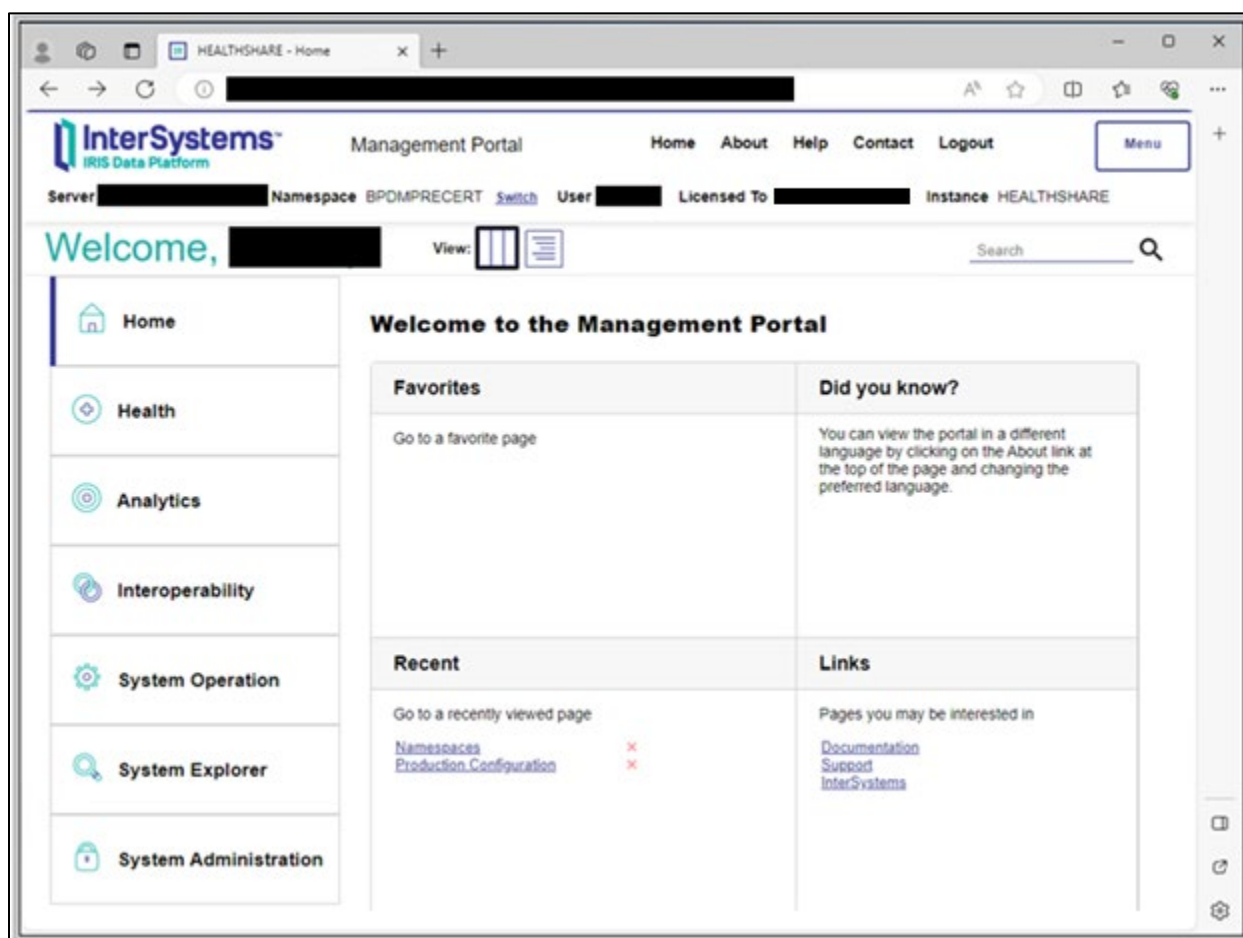 HEALTHSHARE - Home
InterSystems™
IRIS Data Platform
Management Portal
Home About Help Contact Logout
Menu
Server Namespace BPDMPRECERT Switch User Licensed To Instance HEALTHSHARE
Welcome,
View:
Search
Home
Health
Analytics
Interoperability
System Operation
System Explorer
System Administration
Welcome to the Management Portal
Favorites
Go to a favorite page
Did you know?
You can view the portal in a different
language by clicking on the About link at
the top of the page and changing the
preferred language.
Recent
Go to a recently viewed page
Namespaces
Production Configuration
Links
Pages you may be interested in
Documentation
Support
InterSystems